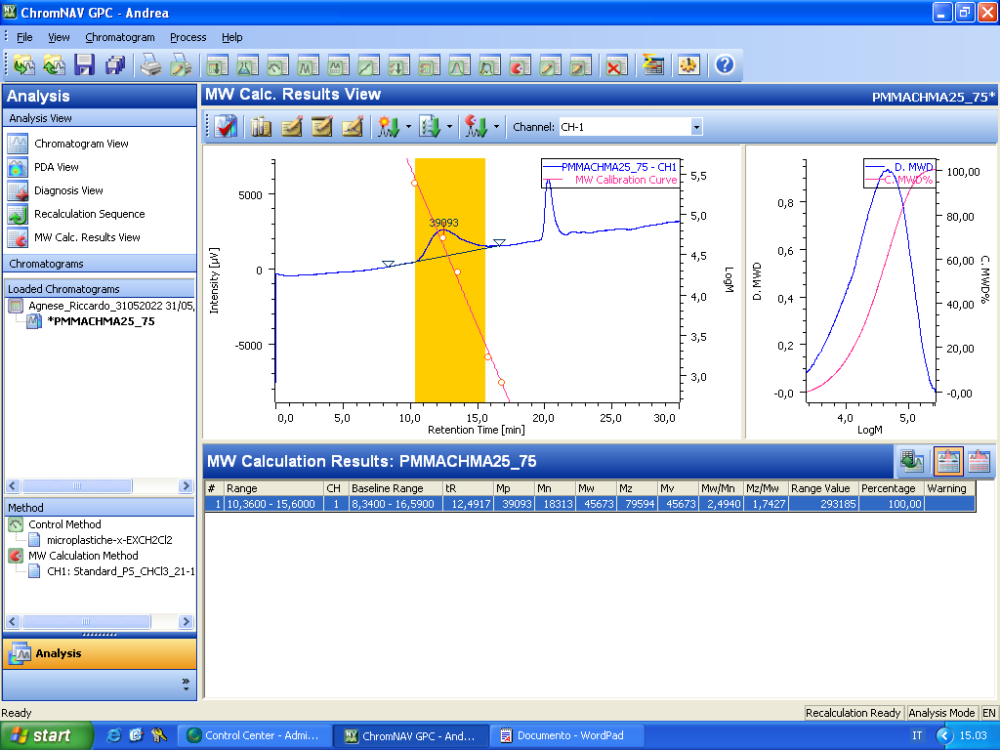 ChromNAV GPC - Andrea
File View Chromatogram Process Help
Analysis
Analysis View
Chromatogram View
PDA View
Diagnosis View
Recalculation Sequence
MW Calc. Results View
Chromatograms
Loaded Chromatograms
Agnese_Riccardo_31052022 31/05,
*PMMACHMA25_75
Method
Control Method
microplastiche-x-EXCH2Cl2
MW Calculation Method
CH1: Standard_PS_CHCl3_21-1
Analysis
MW Calc. Results View PMMACHMA25_75*
Channel: CH-1
PMMACHMA25_75 - CH1
MW Calibration Curve
39093
Intensity [µV]
5000
0
-5000
0,0 5,0 10,0 15,0 20,0 25,0 30,0
Retention Time [min]
5,5
5,0
4,5
4,0
3,5
3,0
LogM
D. MWD
C. MWD%
D. MWD
0,8
0,6
0,4
0,2
-0,0
4,0 5,0
LogM
100,00
80,00
60,00
40,00
20,00
-0,00
C. MWD%
MW Calculation Results: PMMACHMA25_75
# Range CH Baseline Range tR Mp Mn Mw Mz Mv Mw/Mn Mz/Mw Range Value Percentage Warning
1 10,3600 - 15,6000 1 8,3400 - 16,5900 12,4917 39093 18313 45673 79594 45673 2,4940 1,7427 293185 100,00
Ready Recalculation Ready Analysis Mode EN
start Control Center - Admi... ChromNAV GPC - And... Documento - WordPad IT 15.03